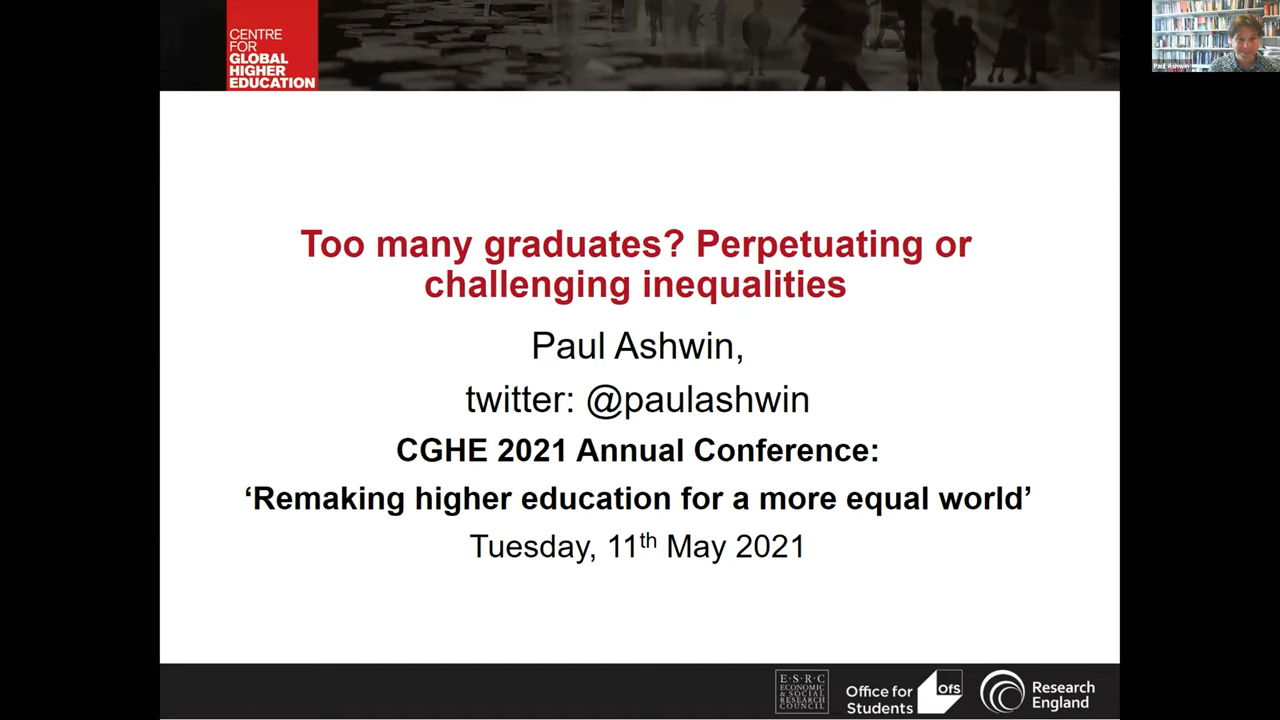 CENTRE
FOR
GLOBAL
HIGHER
EDUCATION
Paul Ashwin
Too many graduates? Perpetuating or
challenging inequalities
Paul Ashwin,
twitter: @paulashwin
CGHE 2021 Annual Conference:
‘Remaking higher education for a more equal world’
Tuesday, 11th May 2021
E·S·R·C
ECONOMIC
& SOCIAL
RESEARCH
COUNCIL
Office for
Students
OfS
Research
England